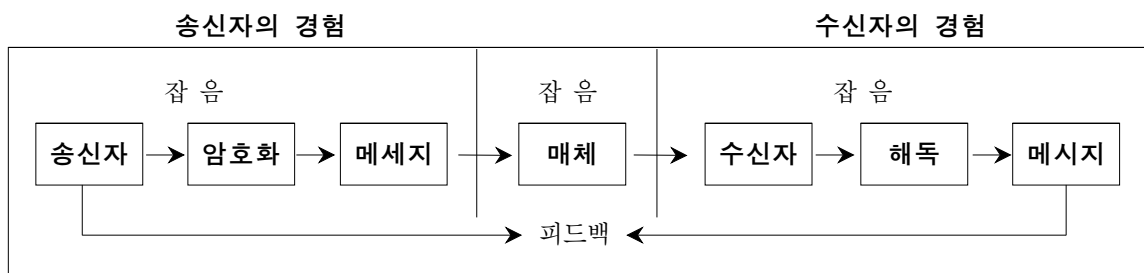 송신자의 경험 수신자의 경험
잡 음 잡 음 잡 음
송신자 암호화 메세지 매체 수신자 해독 메시지
피드백